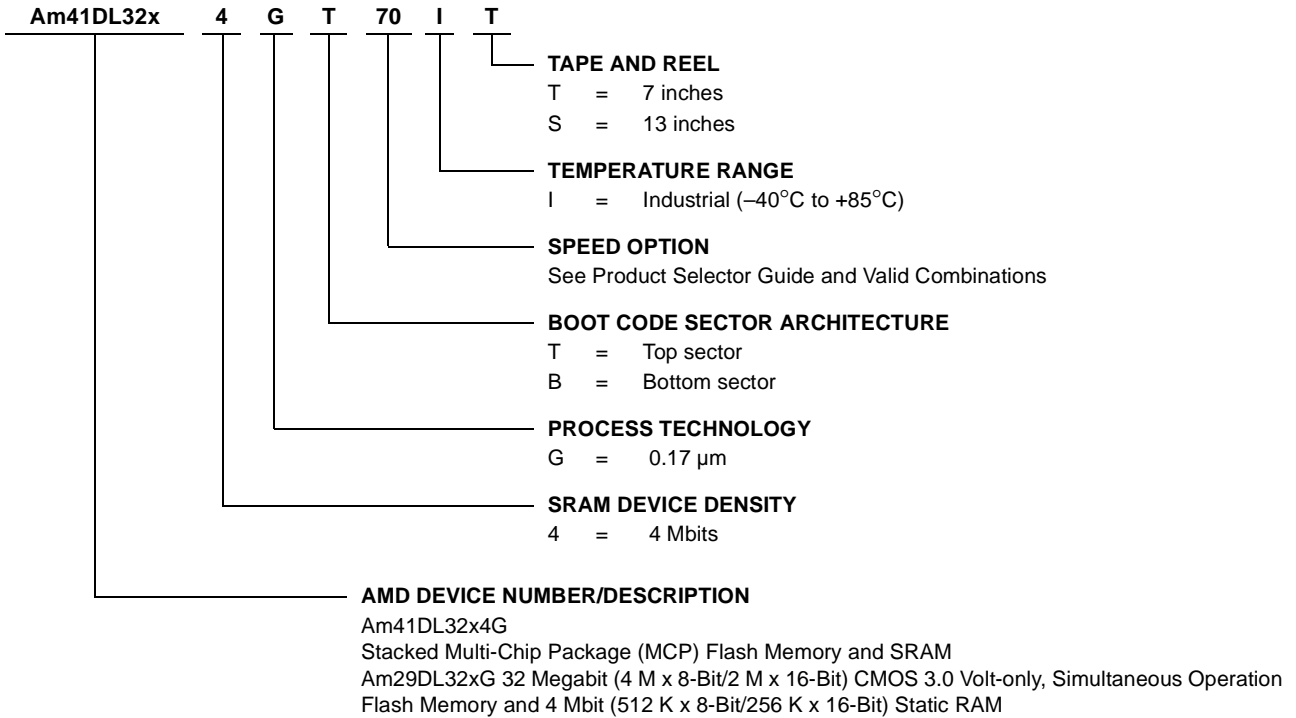 Am41DL32x 4 G T 70 I T
TAPE AND REEL
T = 7 inches
S = 13 inches
TEMPERATURE RANGE
I = Industrial (–40°C to +85°C)
SPEED OPTION
See Product Selector Guide and Valid Combinations
BOOT CODE SECTOR ARCHITECTURE
T = Top sector
B = Bottom sector
PROCESS TECHNOLOGY
G = 0.17 µm
SRAM DEVICE DENSITY
4 = 4 Mbits
AMD DEVICE NUMBER/DESCRIPTION
Am41DL32x4G
Stacked Multi-Chip Package (MCP) Flash Memory and SRAM
Am29DL32xG 32 Megabit (4 M x 8-Bit/2 M x 16-Bit) CMOS 3.0 Volt-only, Simultaneous Operation
Flash Memory and 4 Mbit (512 K x 8-Bit/256 K x 16-Bit) Static RAM